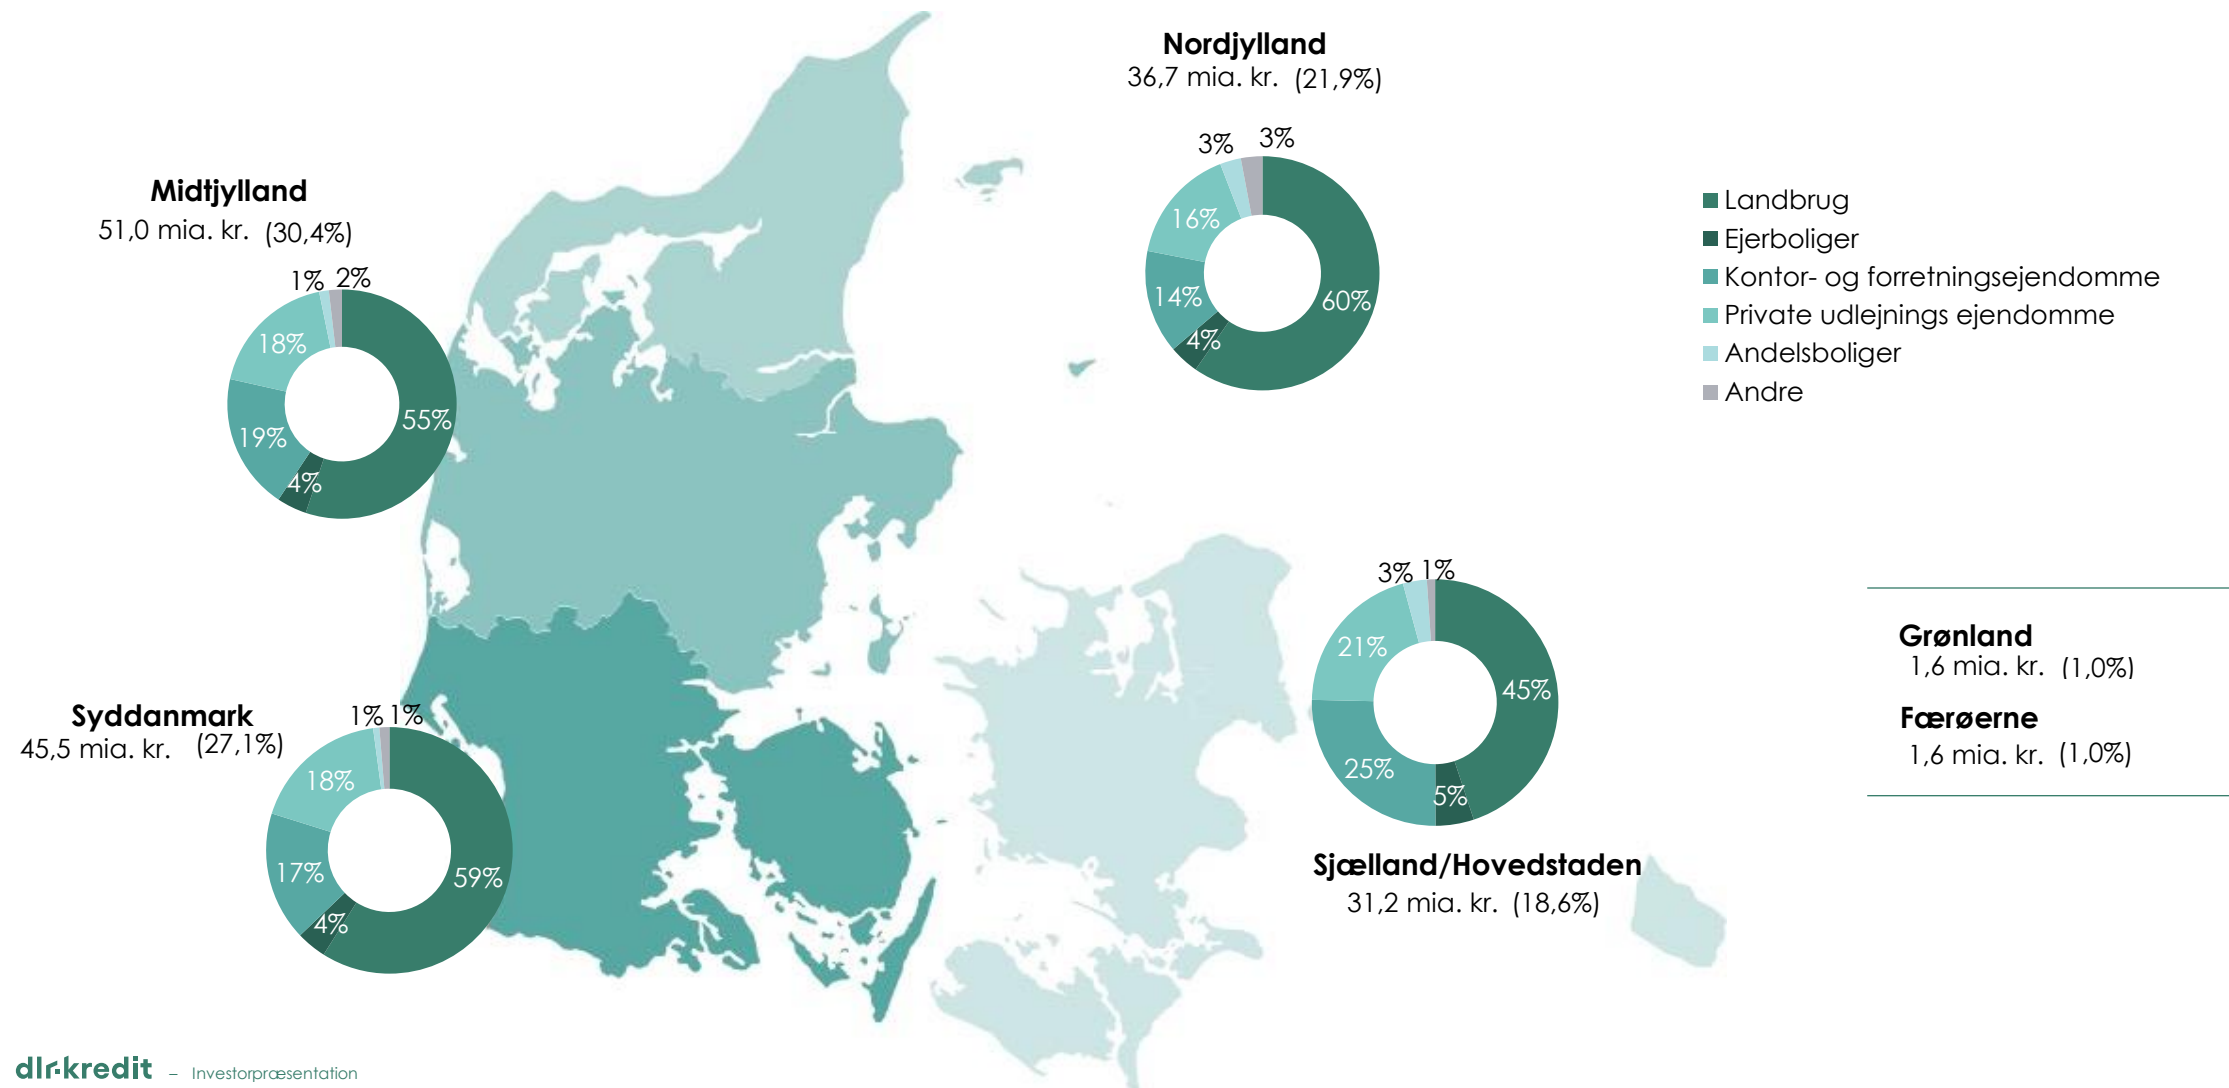 Nordjylland
36,7 mia. kr. (21,9%)
3% 3%
16%
14%
60%
4%
Midtjylland
51,0 mia. kr. (30,4%)
1% 2%
18%
55%
19%
4%
Landbrug
Ejerboliger
Kontor- og forretningsejendomme
Private udlejnings ejendomme
Andelsboliger
Andre
Syddanmark
45,5 mia. kr. (27,1%)
1% 1%
18%
17%
59%
4%
3% 1%
21%
45%
25%
5%
Sjælland/Hovedstaden
31,2 mia. kr. (18,6%)
Grønland
1,6 mia. kr. (1,0%)
Færøerne
1,6 mia. kr. (1,0%)
dlr kredit – Investorpræsentation